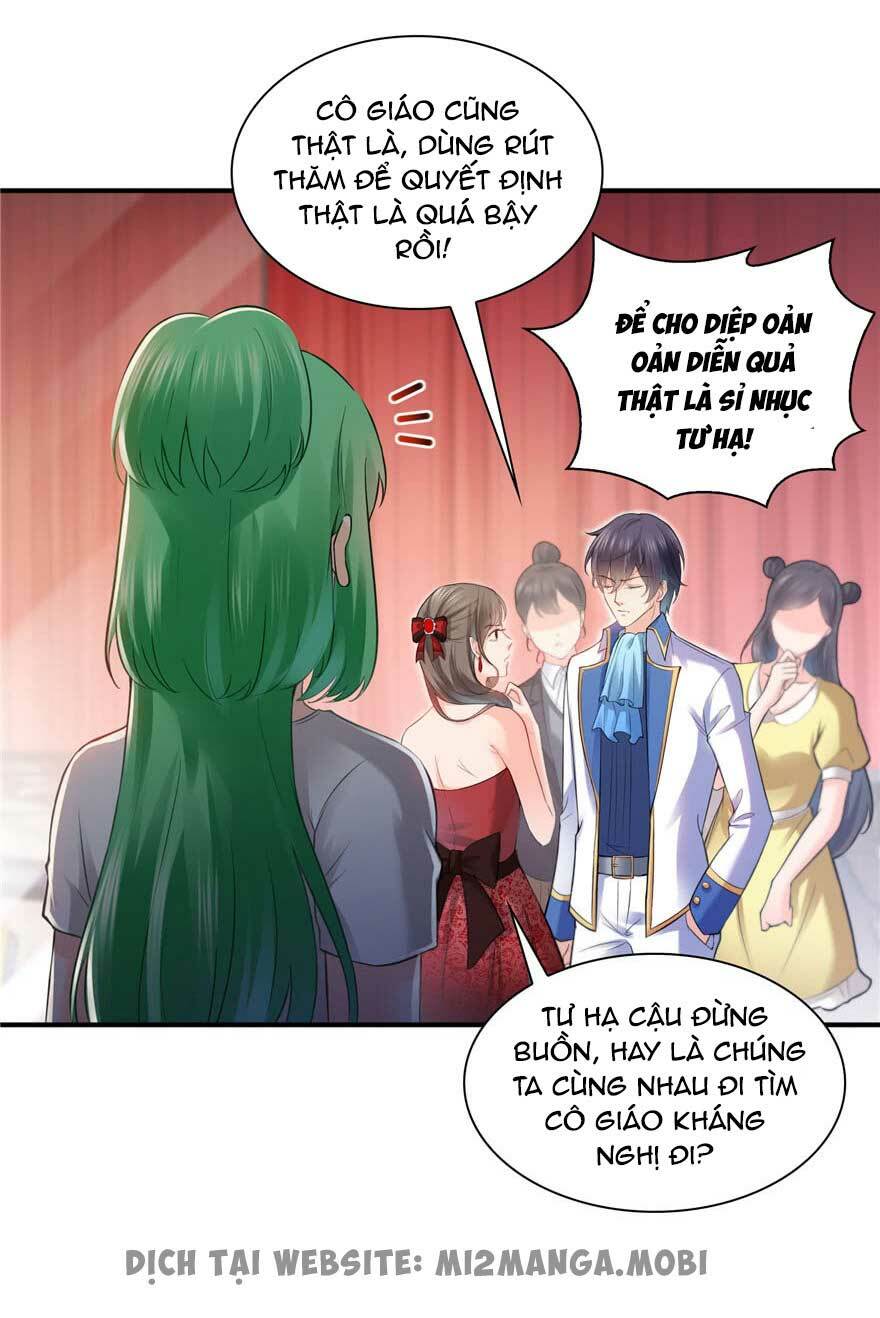 CÔ GIÁO CŨNG
THẬT LÀ, DÙNG RÚT
THĂM ĐỂ QUYẾT ĐỊNH
THẬT LÀ QUÁ BẬY
RỒI!
ĐỂ CHO DIỆP OẢN
OẢN DIỄN QUẢ
THẬT LÀ SỈ NHỤC
TƯ HẠ!
TƯ HẠ CẬU ĐỪNG
BUỒN, HAY LÀ CHÚNG
TA CÙNG NHAU ĐI TÌM
CÔ GIÁO KHÁNG
NGHỊ ĐI?
DỊCH TẠI WEBSITE: MI2MANGA.MOBI